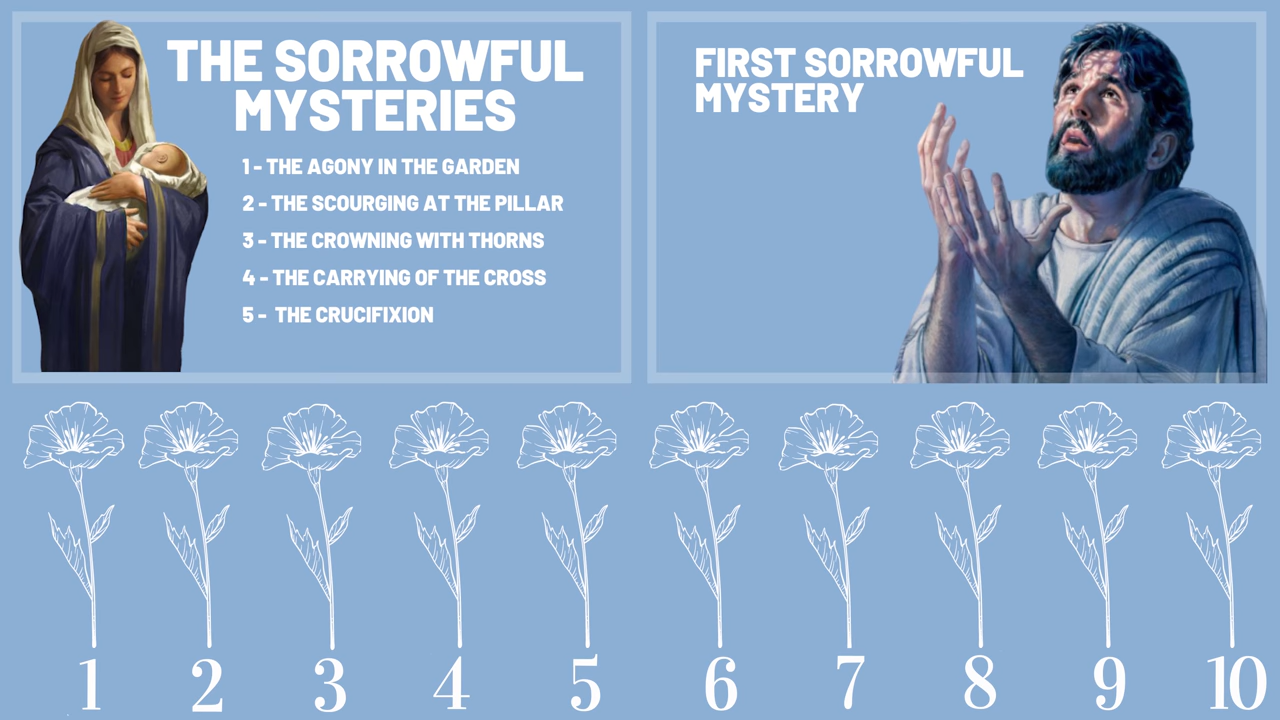 THE SORROWFUL
MYSTERIES
1 - THE AGONY IN THE GARDEN
2 - THE SCOURGING AT THE PILLAR
3 - THE CROWNING WITH THORNS
4 - THE CARRYING OF THE CROSS
5 - THE CRUCIFIXION
FIRST SORROWFUL
MYSTERY
1 2 3 4 5 6 7 8 9 10